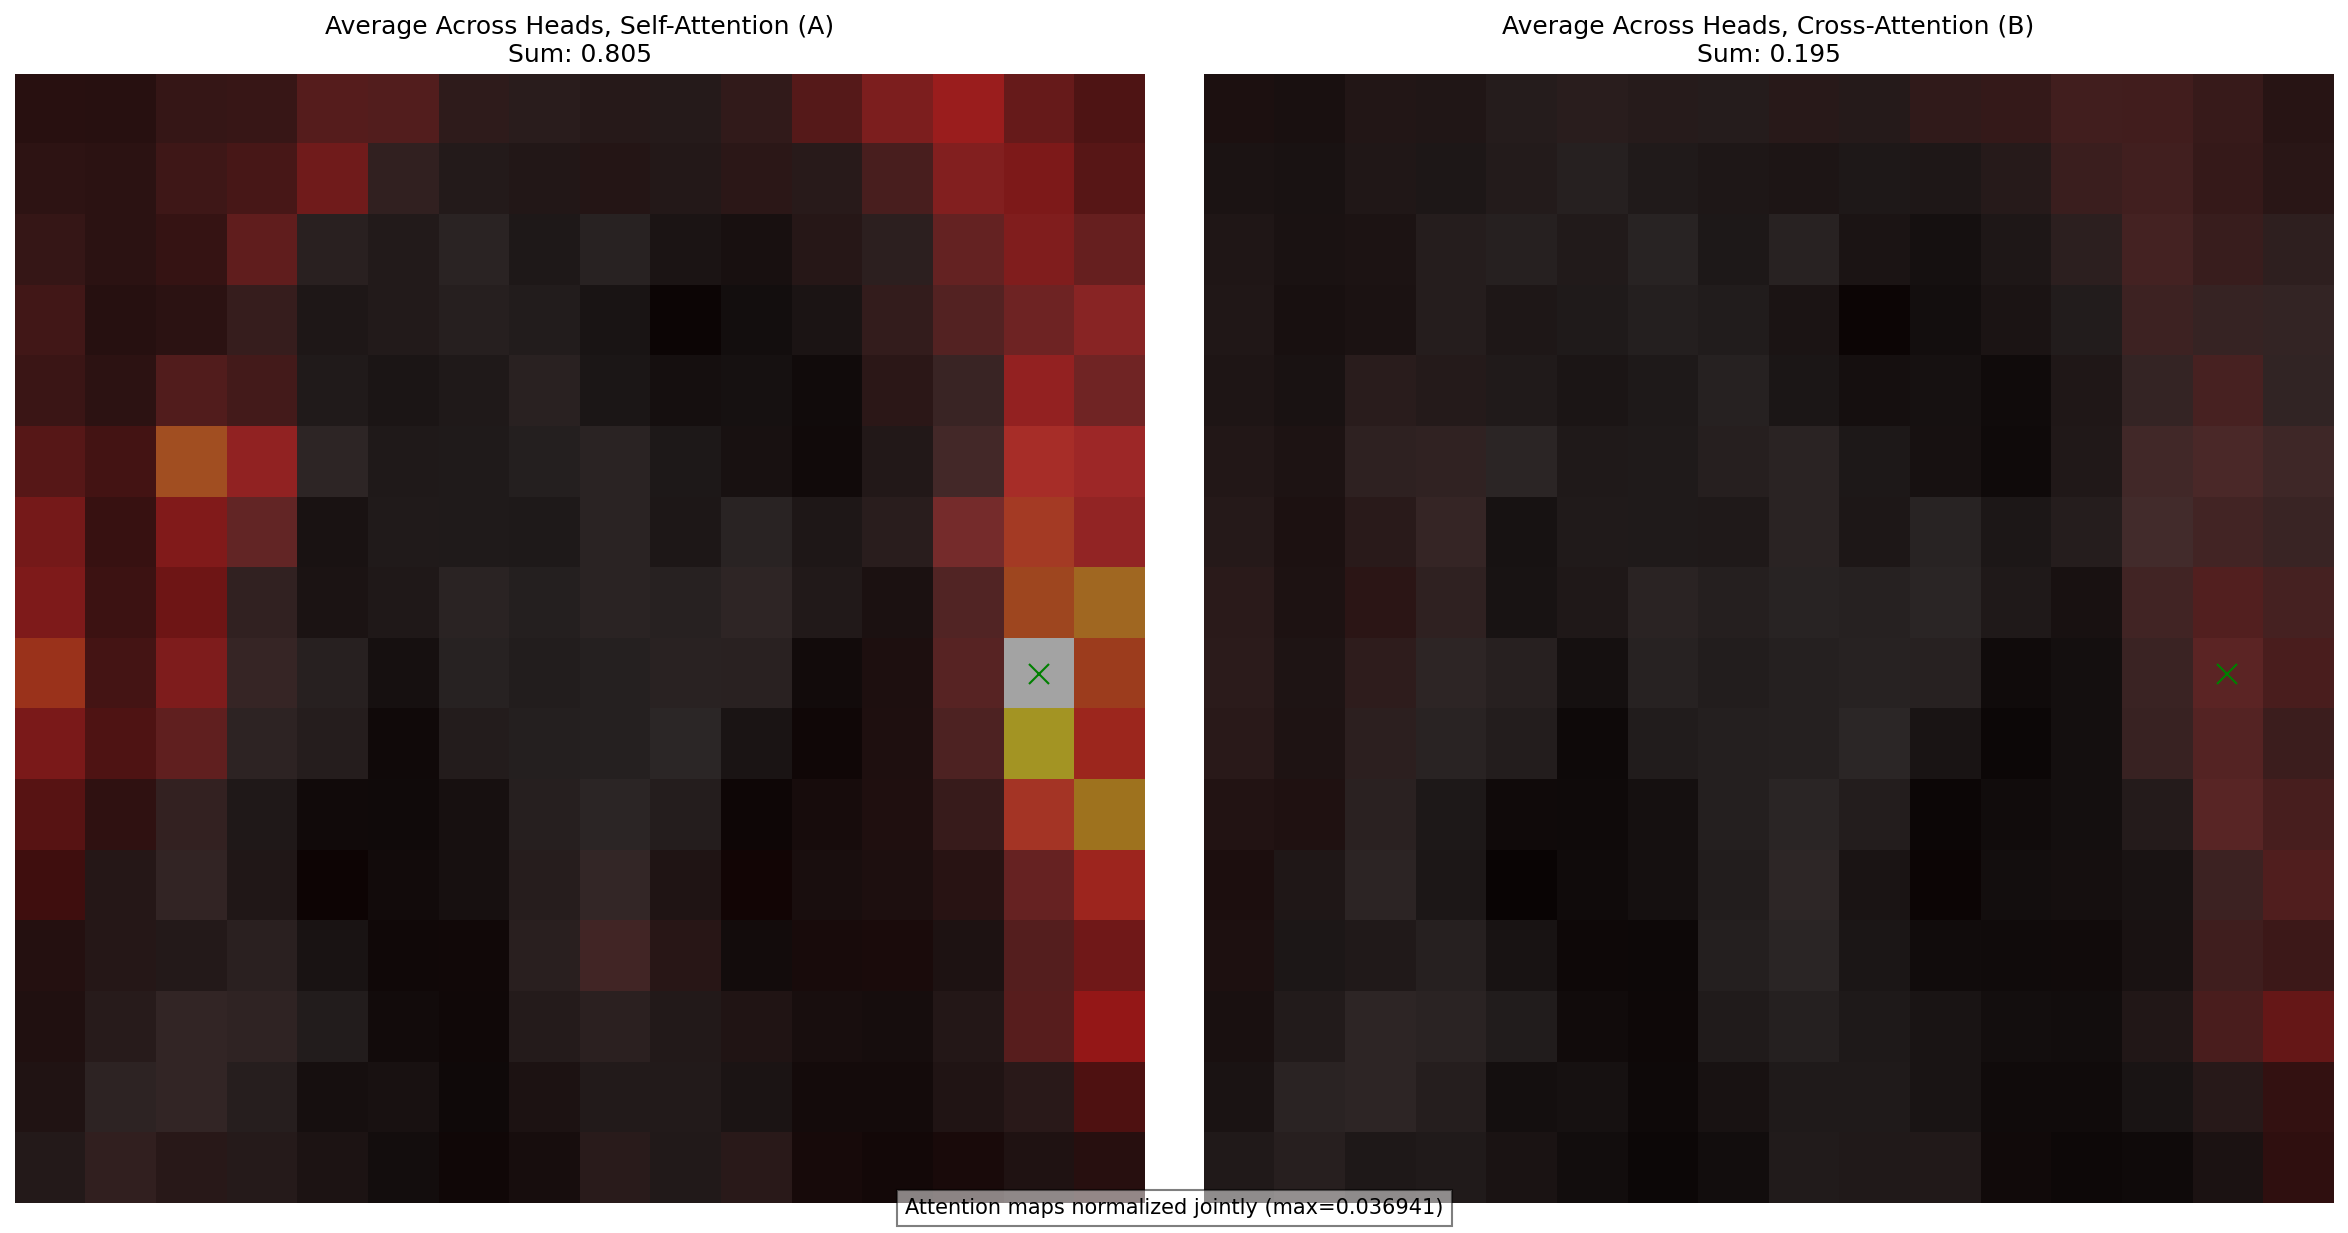 Average Across Heads, Self-Attention (A)
Sum: 0.805
Average Across Heads, Cross-Attention (B)
Sum: 0.195
Attention maps normalized jointly (max=0.036941)